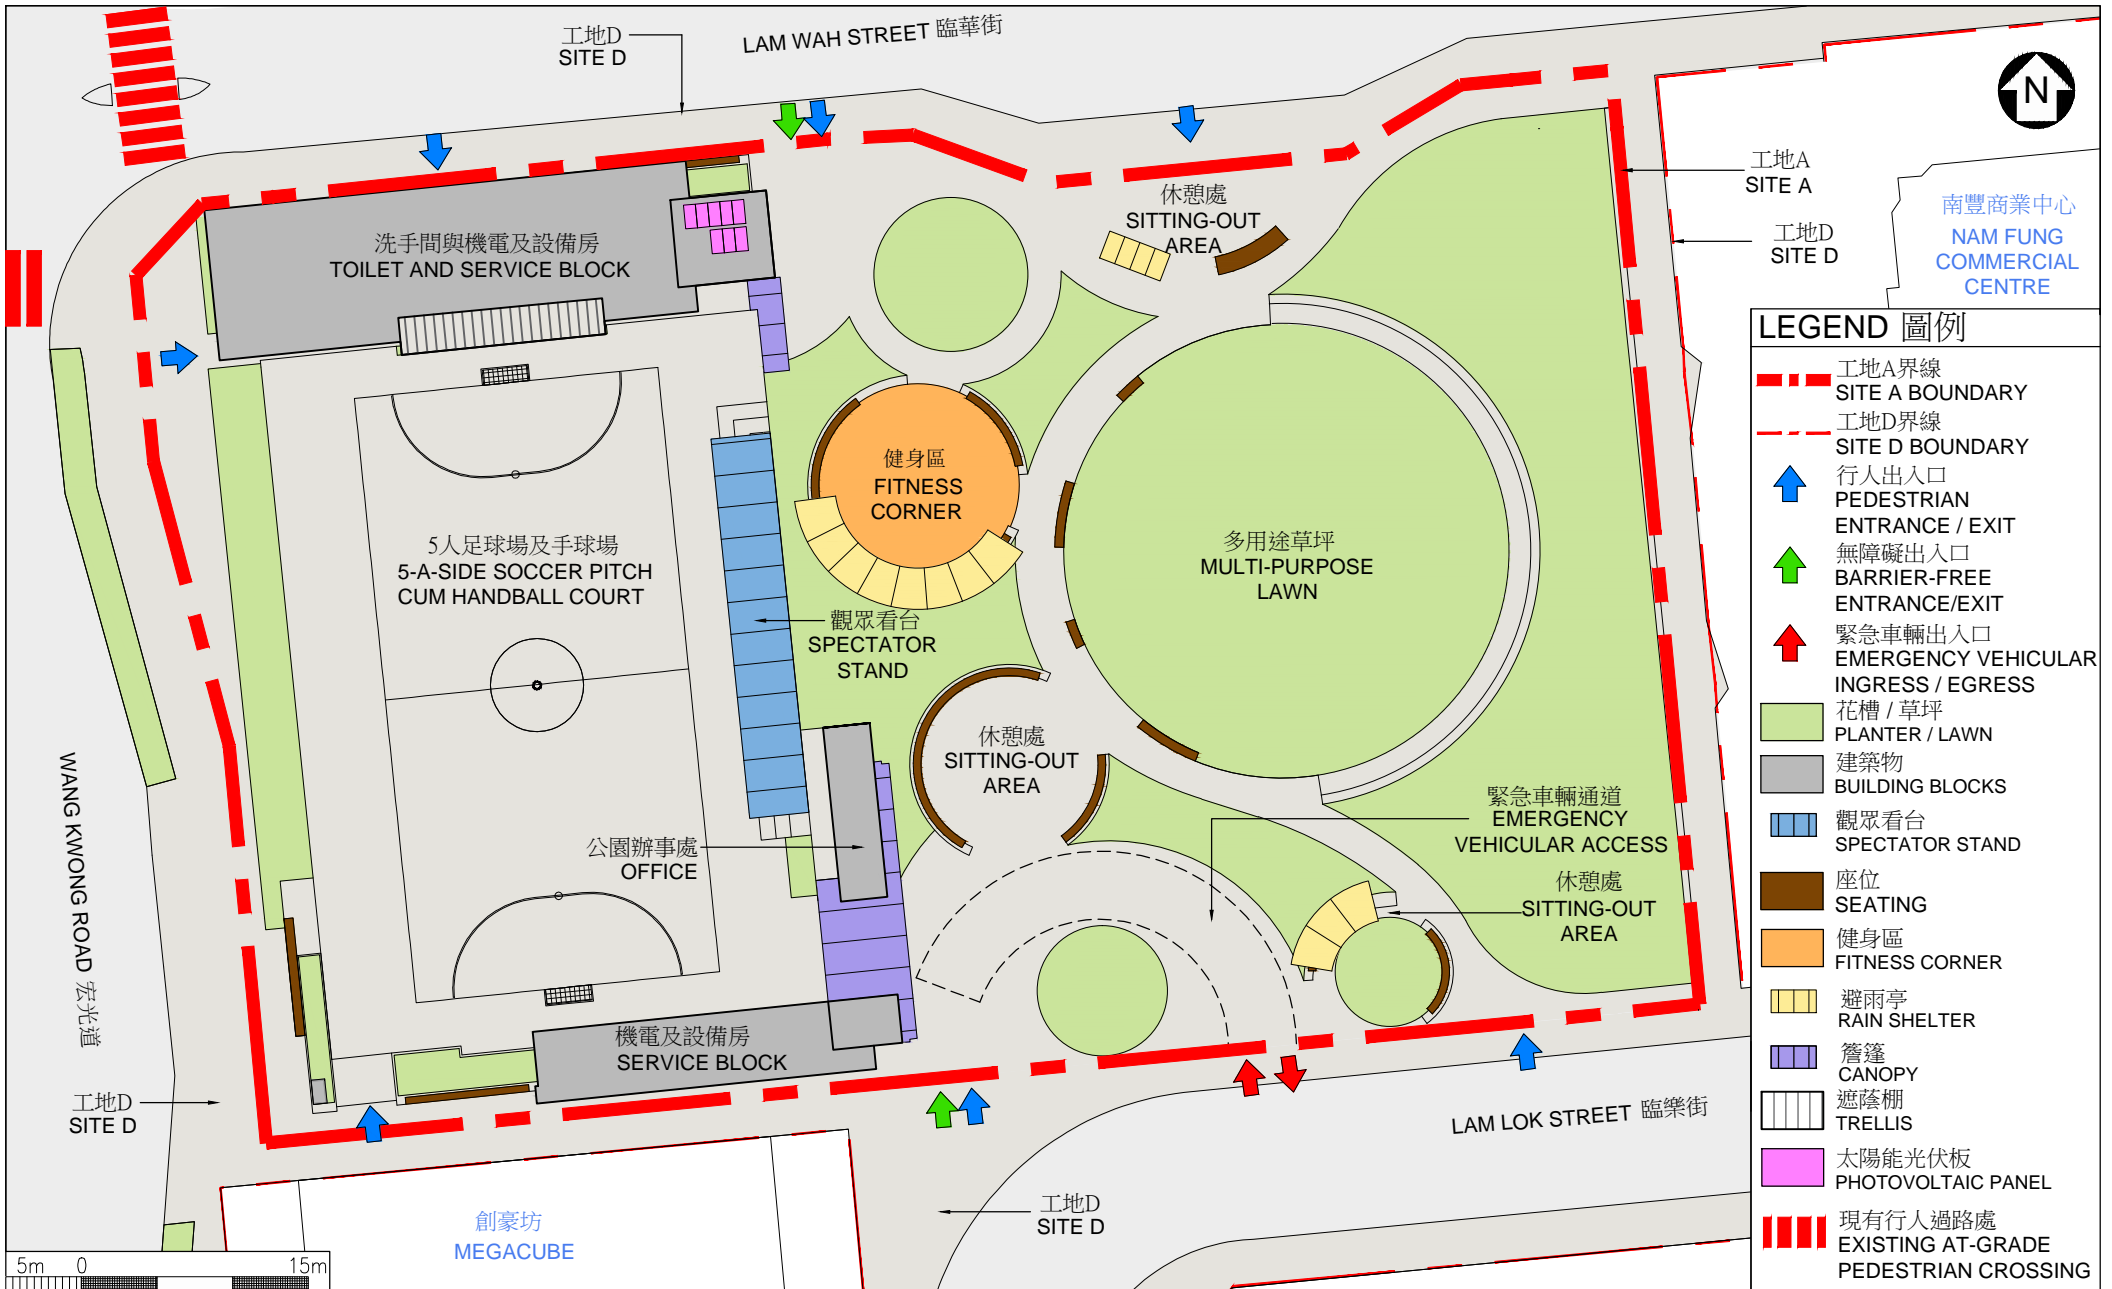 工地D
SITE D
LAM WAH STREET 臨華街
N
工地A
SITE A
工地D
SITE D
南豐商業中心
NAM FUNG
COMMERCIAL
CENTRE
休憩處
SITTING-OUT
AREA
洗手間與機電及設備房
TOILET AND SERVICE BLOCK
健身區
FITNESS
CORNER
5人足球場及手球場
5-A-SIDE SOCCER PITCH
CUM HANDBALL COURT
多用途草坪
MULTI-PURPOSE
LAWN
觀眾看台
SPECTATOR
STAND
休憩處
SITTING-OUT
AREA
緊急車輛通道
EMERGENCY
VEHICULAR ACCESS
公園辦事處
OFFICE
休憩處
SITTING-OUT
AREA
WANG KWONG ROAD 宏光道
機電及設備房
SERVICE BLOCK
工地D
SITE D
LAM LOK STREET 臨樂街
工地D
SITE D
創豪坊
MEGACUBE
5m 0 15m
LEGEND 圖例
工地A界線
SITE A BOUNDARY
工地D界線
SITE D BOUNDARY
行人出入口
PEDESTRIAN
ENTRANCE / EXIT
無障礙出入口
BARRIER-FREE
ENTRANCE/EXIT
緊急車輛出入口
EMERGENCY VEHICULAR
INGRESS / EGRESS
花槽 / 草坪
PLANTER / LAWN
建築物
BUILDING BLOCKS
觀眾看台
SPECTATOR STAND
座位
SEATING
健身區
FITNESS CORNER
避雨亭
RAIN SHELTER
簷篷
CANOPY
遮蔭棚
TRELLIS
太陽能光伏板
PHOTOVOLTAIC PANEL
現有行人過路處
EXISTING AT-GRADE
PEDESTRIAN CROSSING